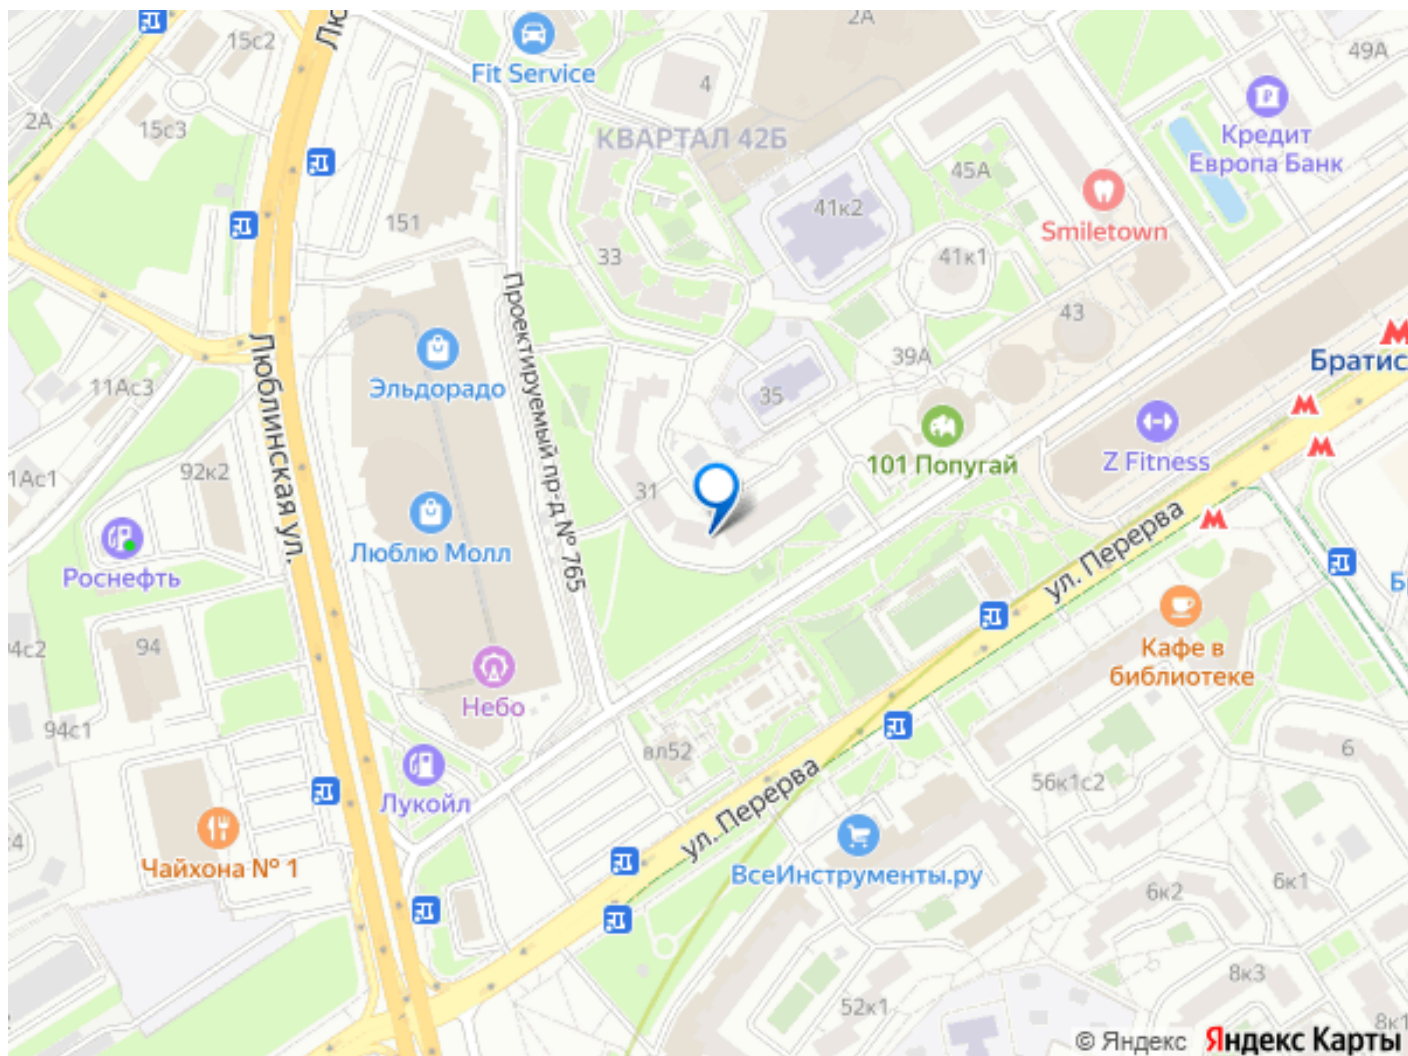 2А
15с2
Лю
Fit Service
4
49А
2А
15с3
КВАРТАЛ 42Б
Кредит
Европа Банк
45А
Smiletown
41к2
151
33
41к1
Проектируемый пр-д № 765
43
Братис
39А
Люблинская ул.
Эльдорадо
11Ас3
35
101 Попугай
Z Fitness
1Ас1
92к2
31
Люблю Молл
ул. Перерва
Роснефть
Кафе в
библиотеке
4с2
94
Небо
94с1
вл52
6
Лукойл
56к1с2
ул. Перерва
Чайхона № 1
ВсеИнструменты.ру
6к2
6к1
8к3
52к1
8к1
© Яндекс Яндекс Карты